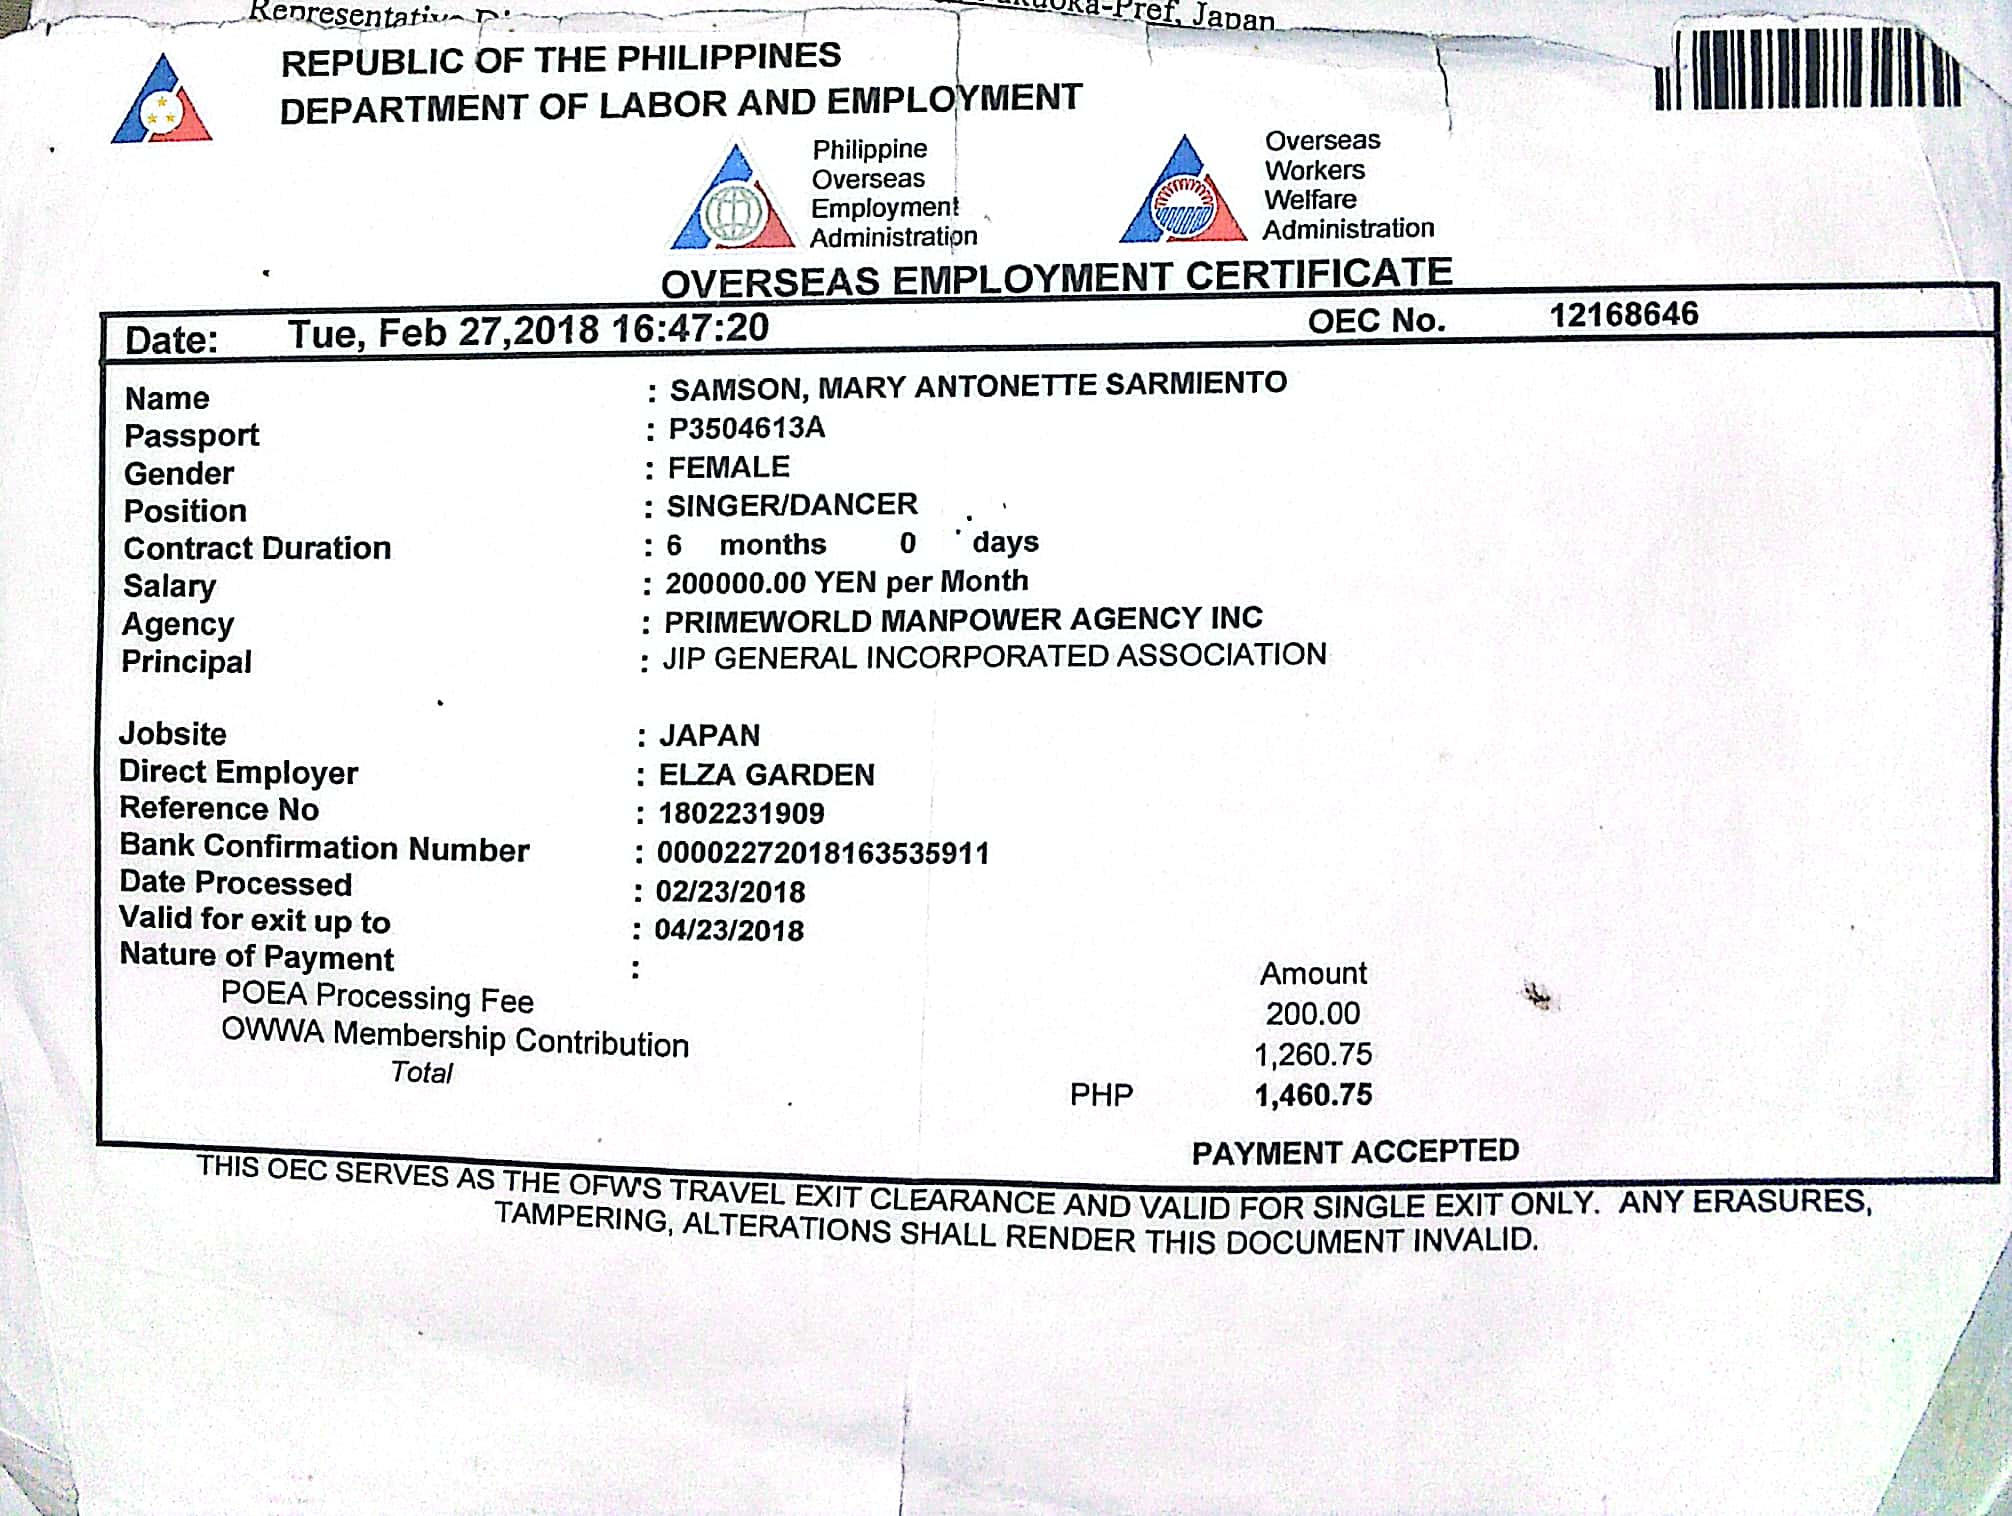 Representative
Pref, Japan
REPUBLIC OF THE PHILIPPINES
DEPARTMENT OF LABOR AND EMPLOYMENT
Philippine
Overseas
Employment
Administration
Overseas
Workers
Welfare
Administration
OVERSEAS EMPLOYMENT CERTIFICATE
Date: Tue, Feb 27,2018 16:47:20 OEC No. 12168646
Name : SAMSON, MARY ANTONETTE SARMIENTO
Passport : P3504613A
Gender : FEMALE
Position : SINGER/DANCER
Contract Duration : 6 months 0 days
Salary : 200000.00 YEN per Month
Agency : PRIMEWORLD MANPOWER AGENCY INC
Principal : JIP GENERAL INCORPORATED ASSOCIATION
Jobsite : JAPAN
Direct Employer : ELZA GARDEN
Reference No : 1802231909
Bank Confirmation Number : 00002272018163535911
Date Processed : 02/23/2018
Valid for exit up to : 04/23/2018
Nature of Payment : Amount
POEA Processing Fee 200.00
OWWA Membership Contribution 1,260.75
Total PHP 1,460.75
PAYMENT ACCEPTED
THIS OEC SERVES AS THE OFW'S TRAVEL EXIT CLEARANCE AND VALID FOR SINGLE EXIT ONLY. ANY ERASURES,
TAMPERING, ALTERATIONS SHALL RENDER THIS DOCUMENT INVALID.